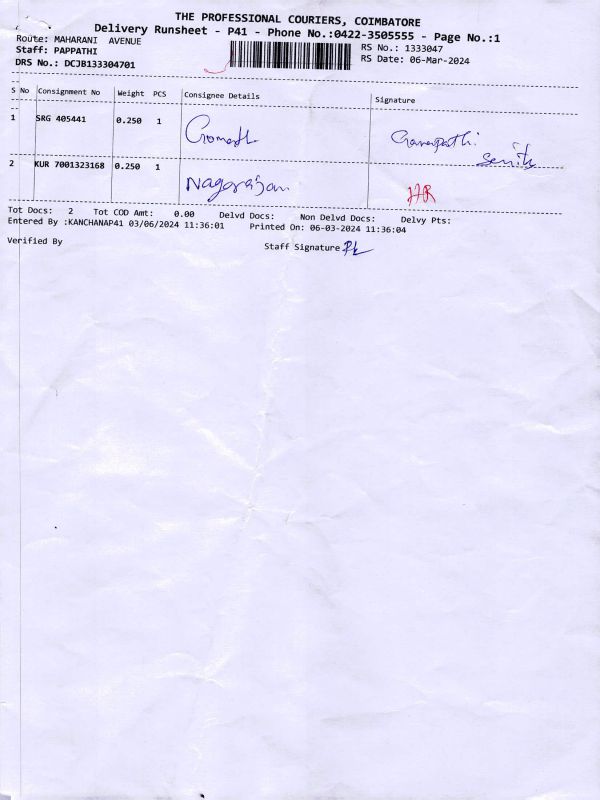 THE PROFESSIONAL COURIERS, COIMBATORE
Delivery Runsheet - P41 - Phone No.:0422-3505555 - Page No.:1
Route: MAHARANI AVENUE
Staff: PAPPATHI
DRS No.: DCJB133304701
RS No.: 1333047
RS Date: 06-Mar-2024
S No Consignment No Weight PCS Consignee Details Signature
1 SRG 405441 0.250 1 Ganapathi.
2 KUR 7001323168 0.250 1 Nagarajan
Tot Docs: 2 Tot COD Amt: 0.00 Delvd Docs: Non Delvd Docs: Delvy Pts:
Entered By :KANCHANAP41 03/06/2024 11:36:01 Printed On: 06-03-2024 11:36:04
Verified By Staff Signature